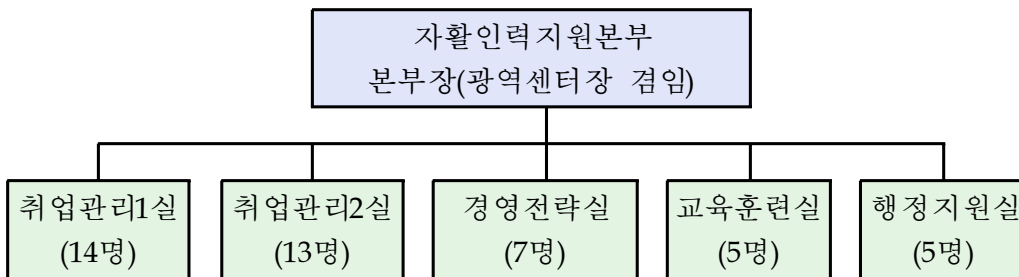 자활인력지원본부
본부장(광역센터장 겸임)
취업관리1실
(14명)
취업관리2실
(13명)
경영전략실
(7명)
교육훈련실
(5명)
행정지원실
(5명)